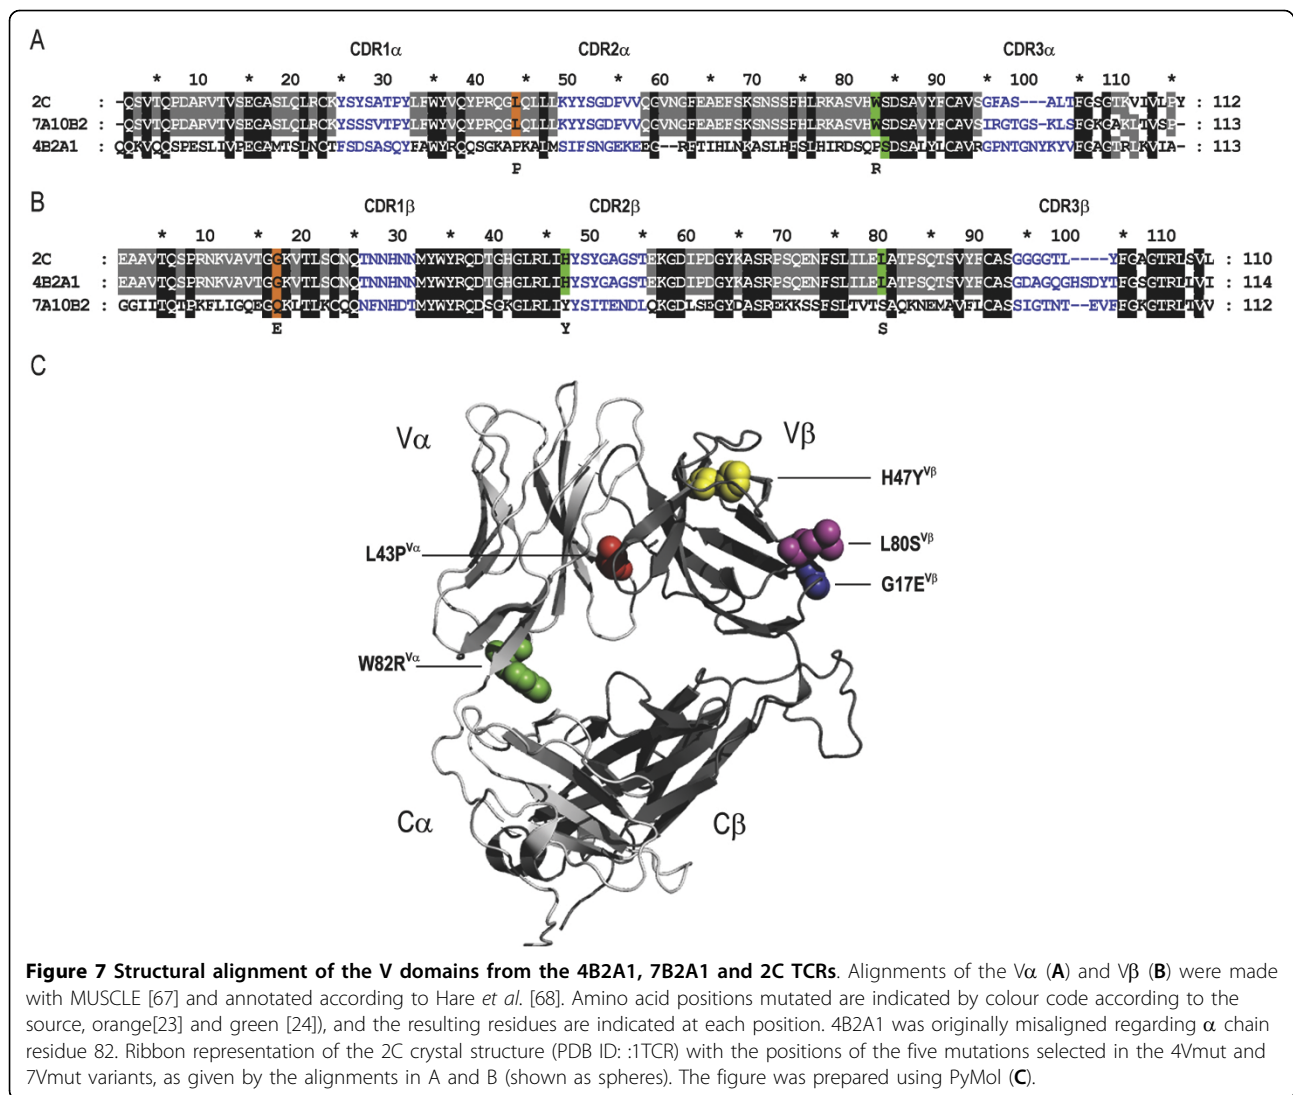 A
CDR1α CDR2α CDR3α
* 10 * 20 * 30 * 40 * 50 * 60 * 70 * 80 * 90 * 100 * 110 *
2C : -QSVTQPDARVTVSEGASLQLRCKYSYSATPYLFWYVQYPRQGLQLLLKYYSGDPVVQGVNGFEAEFSKSNSSFHLRKASVHWSDSAVYFCAVSGFAS---ALTFGSGTKVIVLPY : 112
7A10B2 : -QSVTQPDARVTVSEGASLQLRCKYSSSVTPYLFWYVQYPRQGLQLLLKYYSGDPVVQGVNGFEAEFSKSNSSFHLRKASVHWSDSAVYFCAVSIRGTGS-KLSFGKGAKLTVSP- : 113
4B2A1 : QQKVQQSPESLIVPEGAMTSLNCTFSDSASQYFAWYRQQSGKAPKALMSIFSNGEKEEG--RFTIHLNKASLHFSLHIRDSQPSDSALYLCAVRGPNTGNYKYVFGAGTRLKVIA- : 113
P R
B
CDR1β CDR2β CDR3β
* 10 * 20 * 30 * 40 * 50 * 60 * 70 * 80 * 90 * 100 * 110
2C : EAAVTQSPRNKVAVTGGKVTLSCNQTNNHNNMYWYRQDTGHGLRLIHYSYGAGSTEKGDIPDGYKASRPSQENFSLILELATPSQTSVYFCASGGGGTL----YFGAGTRLSVL : 110
4B2A1 : EAAVTQSPRNKVAVTGGKVTLSCNQTNNHNNMYWYRQDTGHGLRLIHYSYGAGSTEKGDIPDGYKASRPSQENFSLILELATPSQTSVYFCASGDAGQGHSDYTFGSGTRLIVI : 114
7A10B2 : GGIITQTPKFLIGQEGQKLTLKCQQNFNHDTMYWYRQDSGKGLRLIYYSITENDLQKGDLSEGYDASREKKSSFSLTVTSAQKNEMAVFLCASSIGTNT--EVFFGKGTRLTVV : 112
E Y S
C
Vα
Vβ
H47YVβ
L80SVβ
G17EVβ
L43PVα
W82RVα
Cα
Cβ
Figure 7 Structural alignment of the V domains from the 4B2A1, 7B2A1 and 2C TCRs. Alignments of the Vα (A) and Vβ (B) were made
with MUSCLE [67] and annotated according to Hare et al. [68]. Amino acid positions mutated are indicated by colour code according to the
source, orange[23] and green [24]), and the resulting residues are indicated at each position. 4B2A1 was originally misaligned regarding α chain
residue 82. Ribbon representation of the 2C crystal structure (PDB ID: :1TCR) with the positions of the five mutations selected in the 4Vmut and
7Vmut variants, as given by the alignments in A and B (shown as spheres). The figure was prepared using PyMol (C).